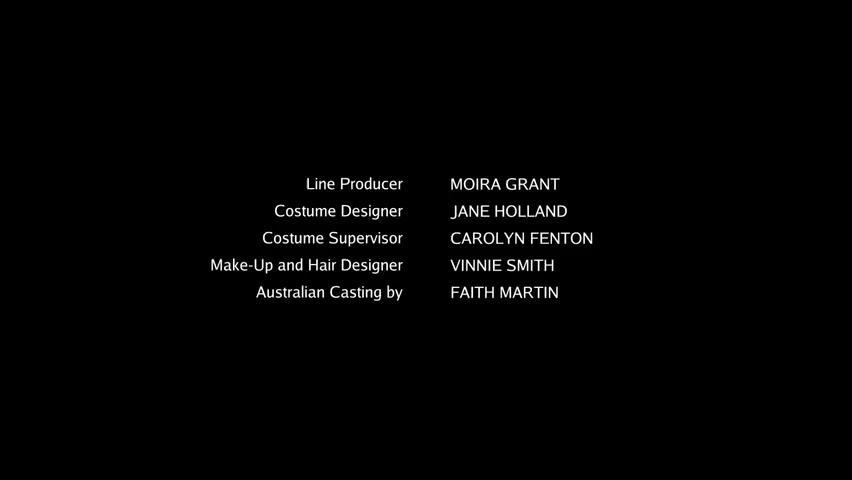 Line Producer MOIRA GRANT
Costume Designer JANE HOLLAND
Costume Supervisor CAROLYN FENTON
Make-Up and Hair Designer VINNIE SMITH
Australian Casting by FAITH MARTIN